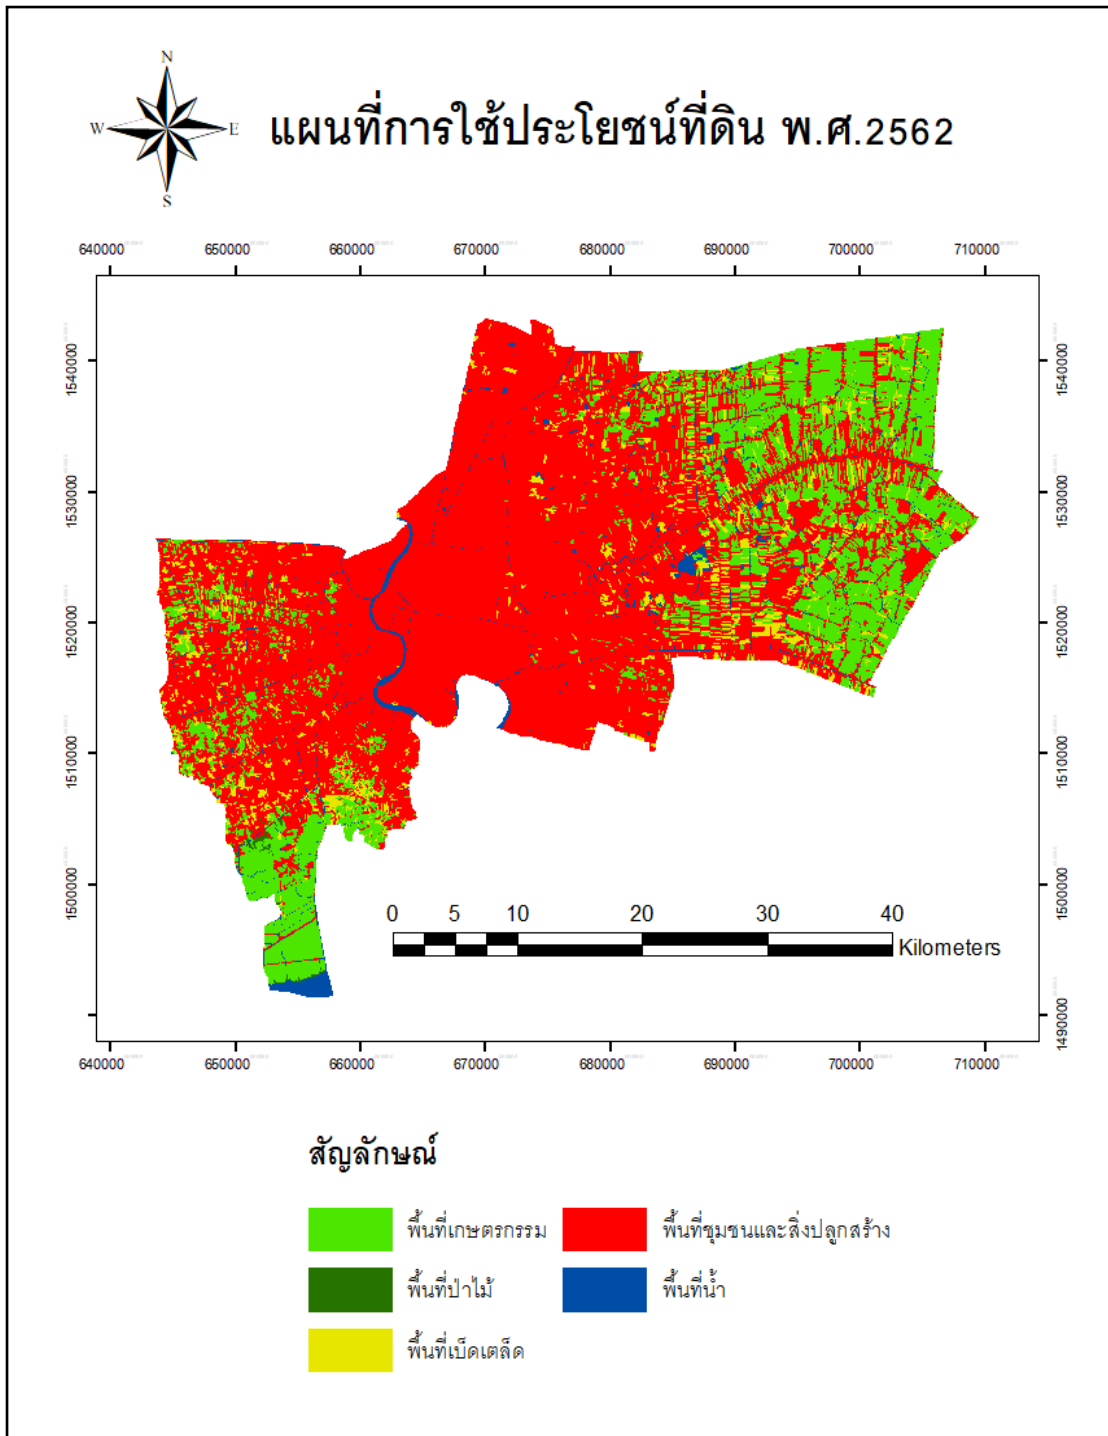 N
W E
S
แผนที่การใช้ประโยชน์ที่ดิน พ.ศ.2562
640000 650000 660000 670000 680000 690000 700000 710000
1540000 1540000
1530000 1530000
1520000 1520000
1510000 1510000
1500000 1500000
1490000
0 5 10 20 30 40
Kilometers
640000 650000 660000 670000 680000 690000 700000 710000
สัญลักษณ์
พื้นที่เกษตรกรรม พื้นที่ชุมชนและสิ่งปลูกสร้าง
พื้นที่ป่าไม้ พื้นที่น้ำ
พื้นที่เบ็ดเตล็ด